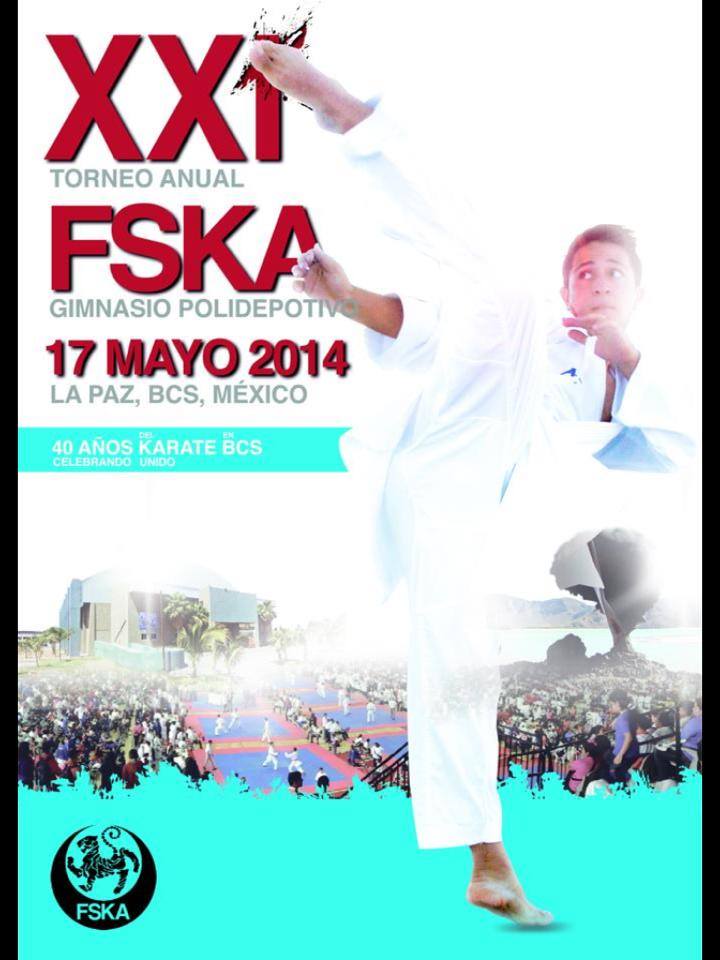 XXI
TORNEO ANUAL
FSKA
GIMNASIO POLIDEPOTIVO
17 MAYO 2014
LA PAZ, BCS, MÉXICO
40 AÑOS DEL KARATE EN BCS
CELEBRANDO UNIDO
FSKA